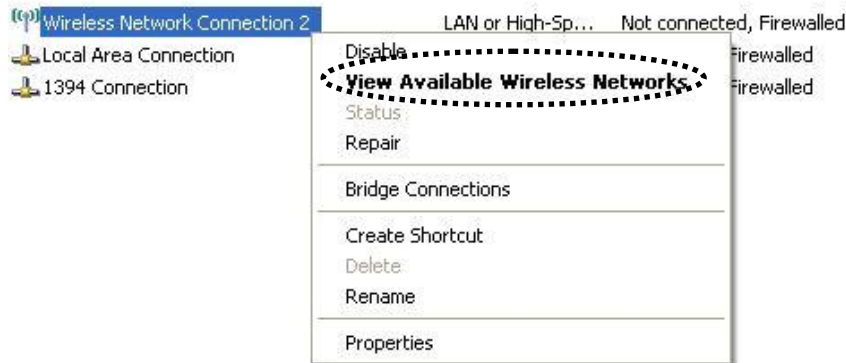 Wireless Network Connection 2 LAN or High-Sp... Not connected, Firewalled
Local Area Connection Disable Firewalled
1394 Connection View Available Wireless Networks Firewalled
Status
Repair
Bridge Connections
Create Shortcut
Delete
Rename
Properties